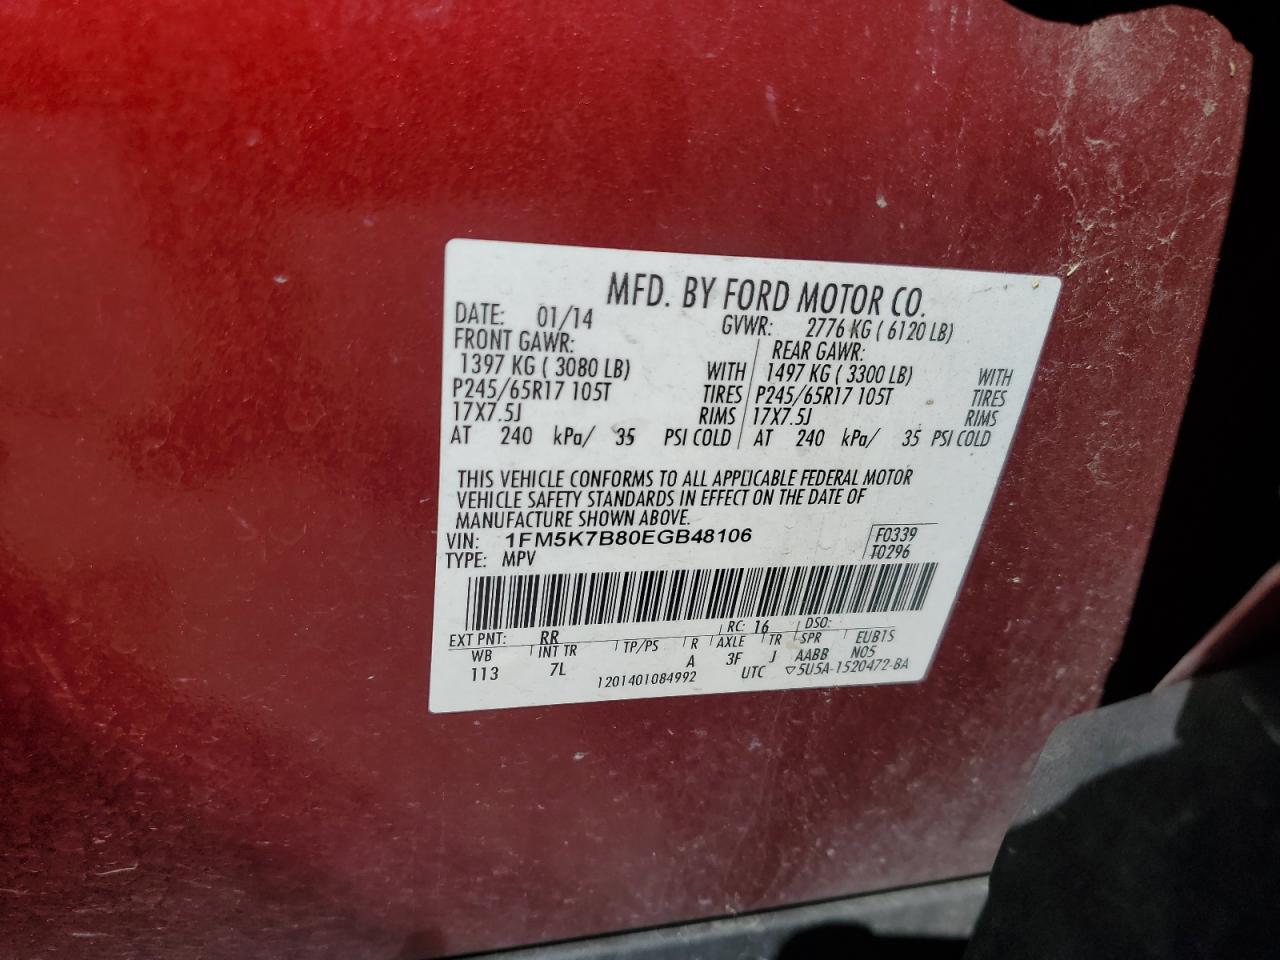 MFD. BY FORD MOTOR CO.
DATE: 01/14 GVWR: 2776 KG ( 6120 LB)
FRONT GAWR: REAR GAWR:
1397 KG ( 3080 LB) WITH 1497 KG ( 3300 LB) WITH
P245/65R17 105T TIRES P245/65R17 105T TIRES
17X7.5J RIMS 17X7.5J RIMS
AT 240 kPa/ 35 PSI COLD AT 240 kPa/ 35 PSI COLD
THIS VEHICLE CONFORMS TO ALL APPLICABLE FEDERAL MOTOR
VEHICLE SAFETY STANDARDS IN EFFECT ON THE DATE OF
MANUFACTURE SHOWN ABOVE.
VIN: 1FM5K7B80EGB48106 F0339
TYPE: MPV T0296
EXT PNT: RR RC: 16 DSO:
WB INT TR TP/PS R AXLE TR SPR EUB1S
113 7L A 3F J AABB N05
1201401084992 UTC ▽5U5A-1520472-BA